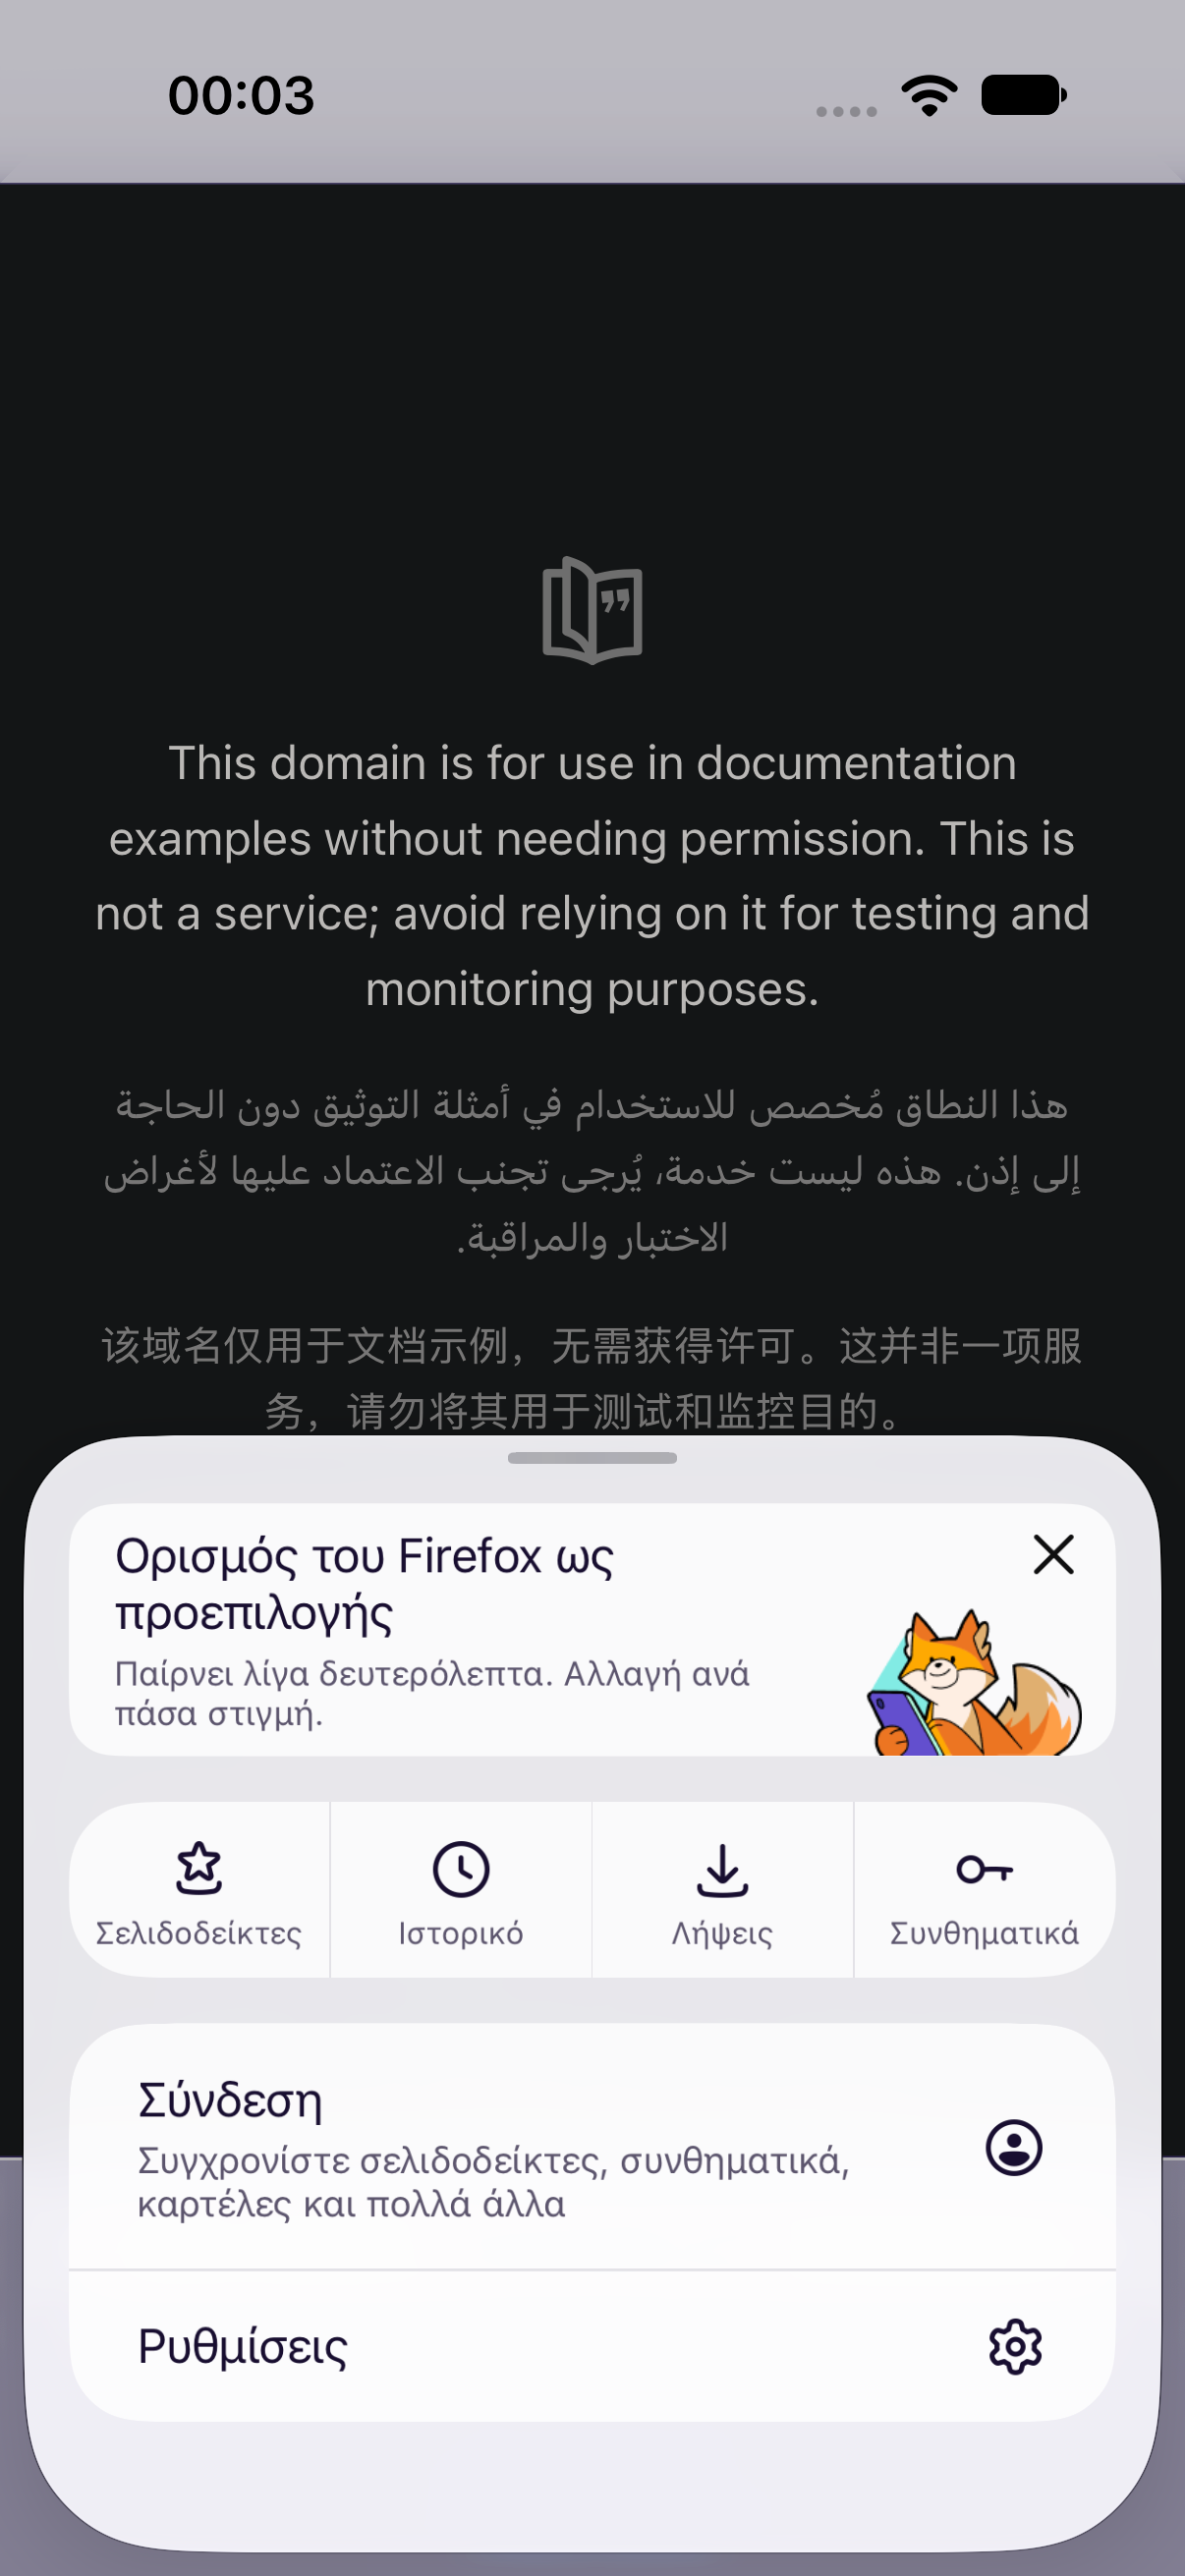 00:03
This domain is for use in documentation
examples without needing permission. This is
not a service; avoid relying on it for testing and
monitoring purposes.
هذا النطاق مُخصص للاستخدام في أمثلة التوثيق دون الحاجة
إلى إذن. هذه ليست خدمة، يُرجى تجنب الاعتماد عليها لأغراض
الاختبار والمراقبة.
该域名仅用于文档示例，无需获得许可。这并非一项服
务，请勿将其用于测试和监控目的。
Ορισμός του Firefox ως
προεπιλογής
Παίρνει λίγα δευτερόλεπτα. Αλλαγή ανά
πάσα στιγμή.
Σελιδοδείκτες
Ιστορικό
Λήψεις
Συνθηματικά
Σύνδεση
Συγχρονίστε σελιδοδείκτες, συνθηματικά,
καρτέλες και πολλά άλλα
Ρυθμίσεις